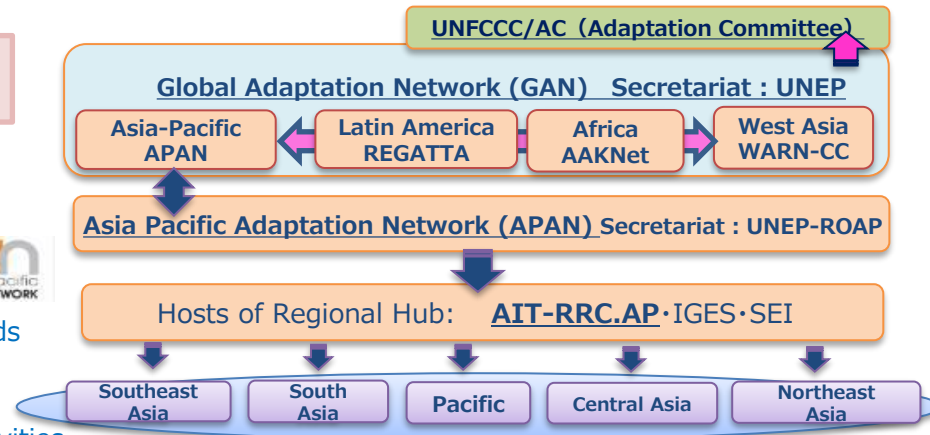 UNFCCC/AC（Adaptation Committee）
Global Adaptation Network (GAN) Secretariat : UNEP
Asia-Pacific
APAN
Latin America
REGATTA
Africa
AAKNet
West Asia
WARN-CC
Asia Pacific Adaptation Network (APAN) Secretariat : UNEP-ROAP
Hosts of Regional Hub: AIT-RRC.AP・IGES・SEI
Southeast
Asia
South
Asia
Pacific
Central Asia
Northeast
Asia